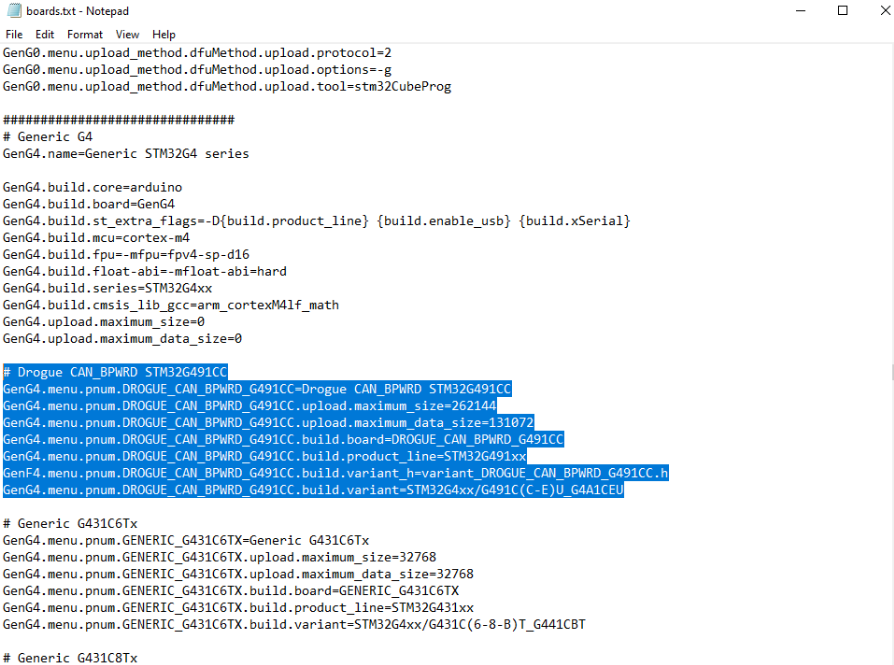 boards.txt - Notepad
File Edit Format View Help
GenG0.menu.upload_method.dfuMethod.upload.protocol=2
GenG0.menu.upload_method.dfuMethod.upload.options=-g
GenG0.menu.upload_method.dfuMethod.upload.tool=stm32CubeProg
###############################
# Generic G4
GenG4.name=Generic STM32G4 series
GenG4.build.core=arduino
GenG4.build.board=GenG4
GenG4.build.st_extra_flags=-D{build.product_line} {build.enable_usb} {build.xSerial}
GenG4.build.mcu=cortex-m4
GenG4.build.fpu=-mfpu=fpv4-sp-d16
GenG4.build.float-abi=-mfloat-abi=hard
GenG4.build.series=STM32G4xx
GenG4.build.cmsis_lib_gcc=arm_cortexM4lf_math
GenG4.upload.maximum_size=0
GenG4.upload.maximum_data_size=0
# Drogue CAN_BPWRD STM32G491CC
GenG4.menu.pnum.DROGUE_CAN_BPWRD_G491CC=Drogue CAN_BPWRD STM32G491CC
GenG4.menu.pnum.DROGUE_CAN_BPWRD_G491CC.upload.maximum_size=262144
GenG4.menu.pnum.DROGUE_CAN_BPWRD_G491CC.upload.maximum_data_size=131072
GenG4.menu.pnum.DROGUE_CAN_BPWRD_G491CC.build.board=DROGUE_CAN_BPWRD_G491CC
GenG4.menu.pnum.DROGUE_CAN_BPWRD_G491CC.build.product_line=STM32G491xx
GenF4.menu.pnum.DROGUE_CAN_BPWRD_G491CC.build.variant_h=variant_DROGUE_CAN_BPWRD_G491CC.h
GenG4.menu.pnum.DROGUE_CAN_BPWRD_G491CC.build.variant=STM32G4xx/G491C(C-E)U_G4A1CEU
# Generic G431C6Tx
GenG4.menu.pnum.GENERIC_G431C6TX=Generic G431C6Tx
GenG4.menu.pnum.GENERIC_G431C6TX.upload.maximum_size=32768
GenG4.menu.pnum.GENERIC_G431C6TX.upload.maximum_data_size=32768
GenG4.menu.pnum.GENERIC_G431C6TX.build.board=GENERIC_G431C6TX
GenG4.menu.pnum.GENERIC_G431C6TX.build.product_line=STM32G431xx
GenG4.menu.pnum.GENERIC_G431C6TX.build.variant=STM32G4xx/G431C(6-8-B)T_G441CBT
# Generic G431C8Tx